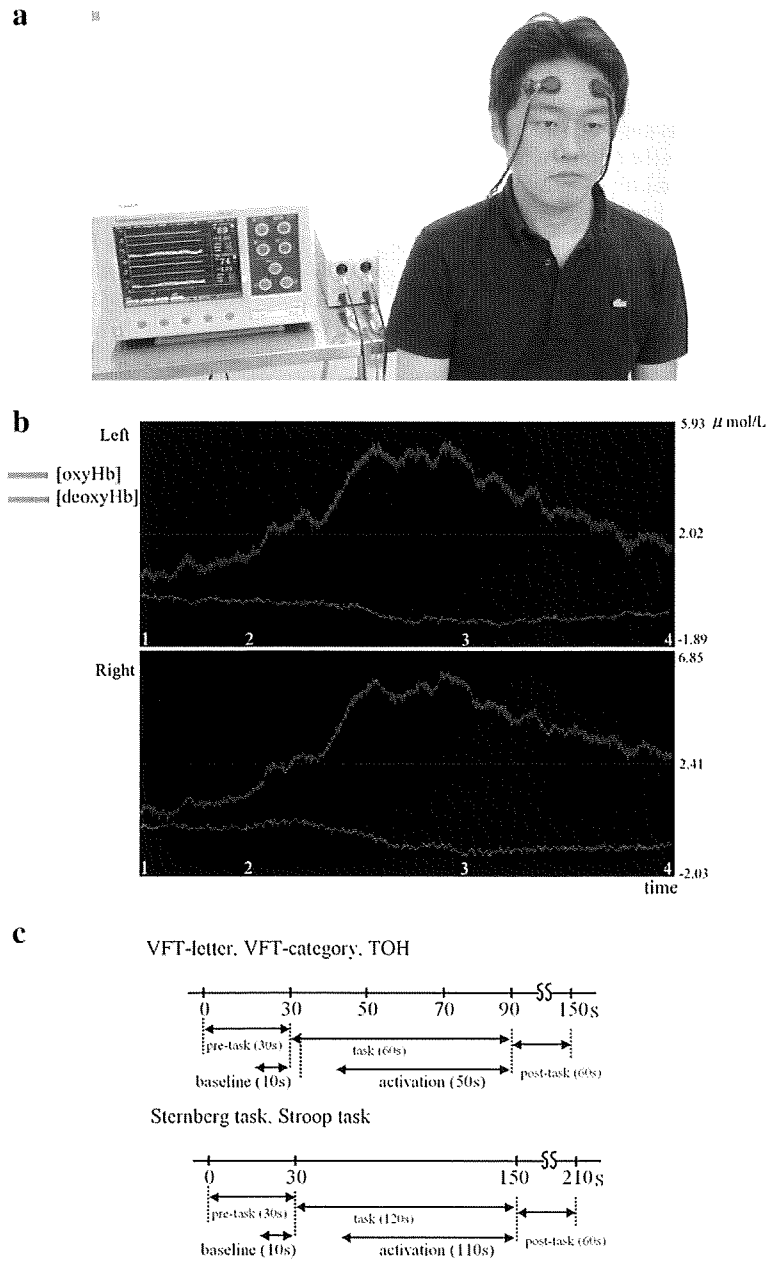 a
b
Left
5.93 μ mol/L
[oxyHb]
[deoxyHb]
2.02
1 2 3 4
-1.89
Right
6.85
2.41
1 2 3 4
-2.03
time
c
VFT-letter, VFT-category, TOH
0 30 50 70 90 150s
pre-task (30s) task (60s) post-task (60s)
baseline (10s) activation (50s)
Sternberg task, Stroop task
0 30 150 210s
pre-task (30s) task (120s) post-task (60s)
baseline (10s) activation (110s)